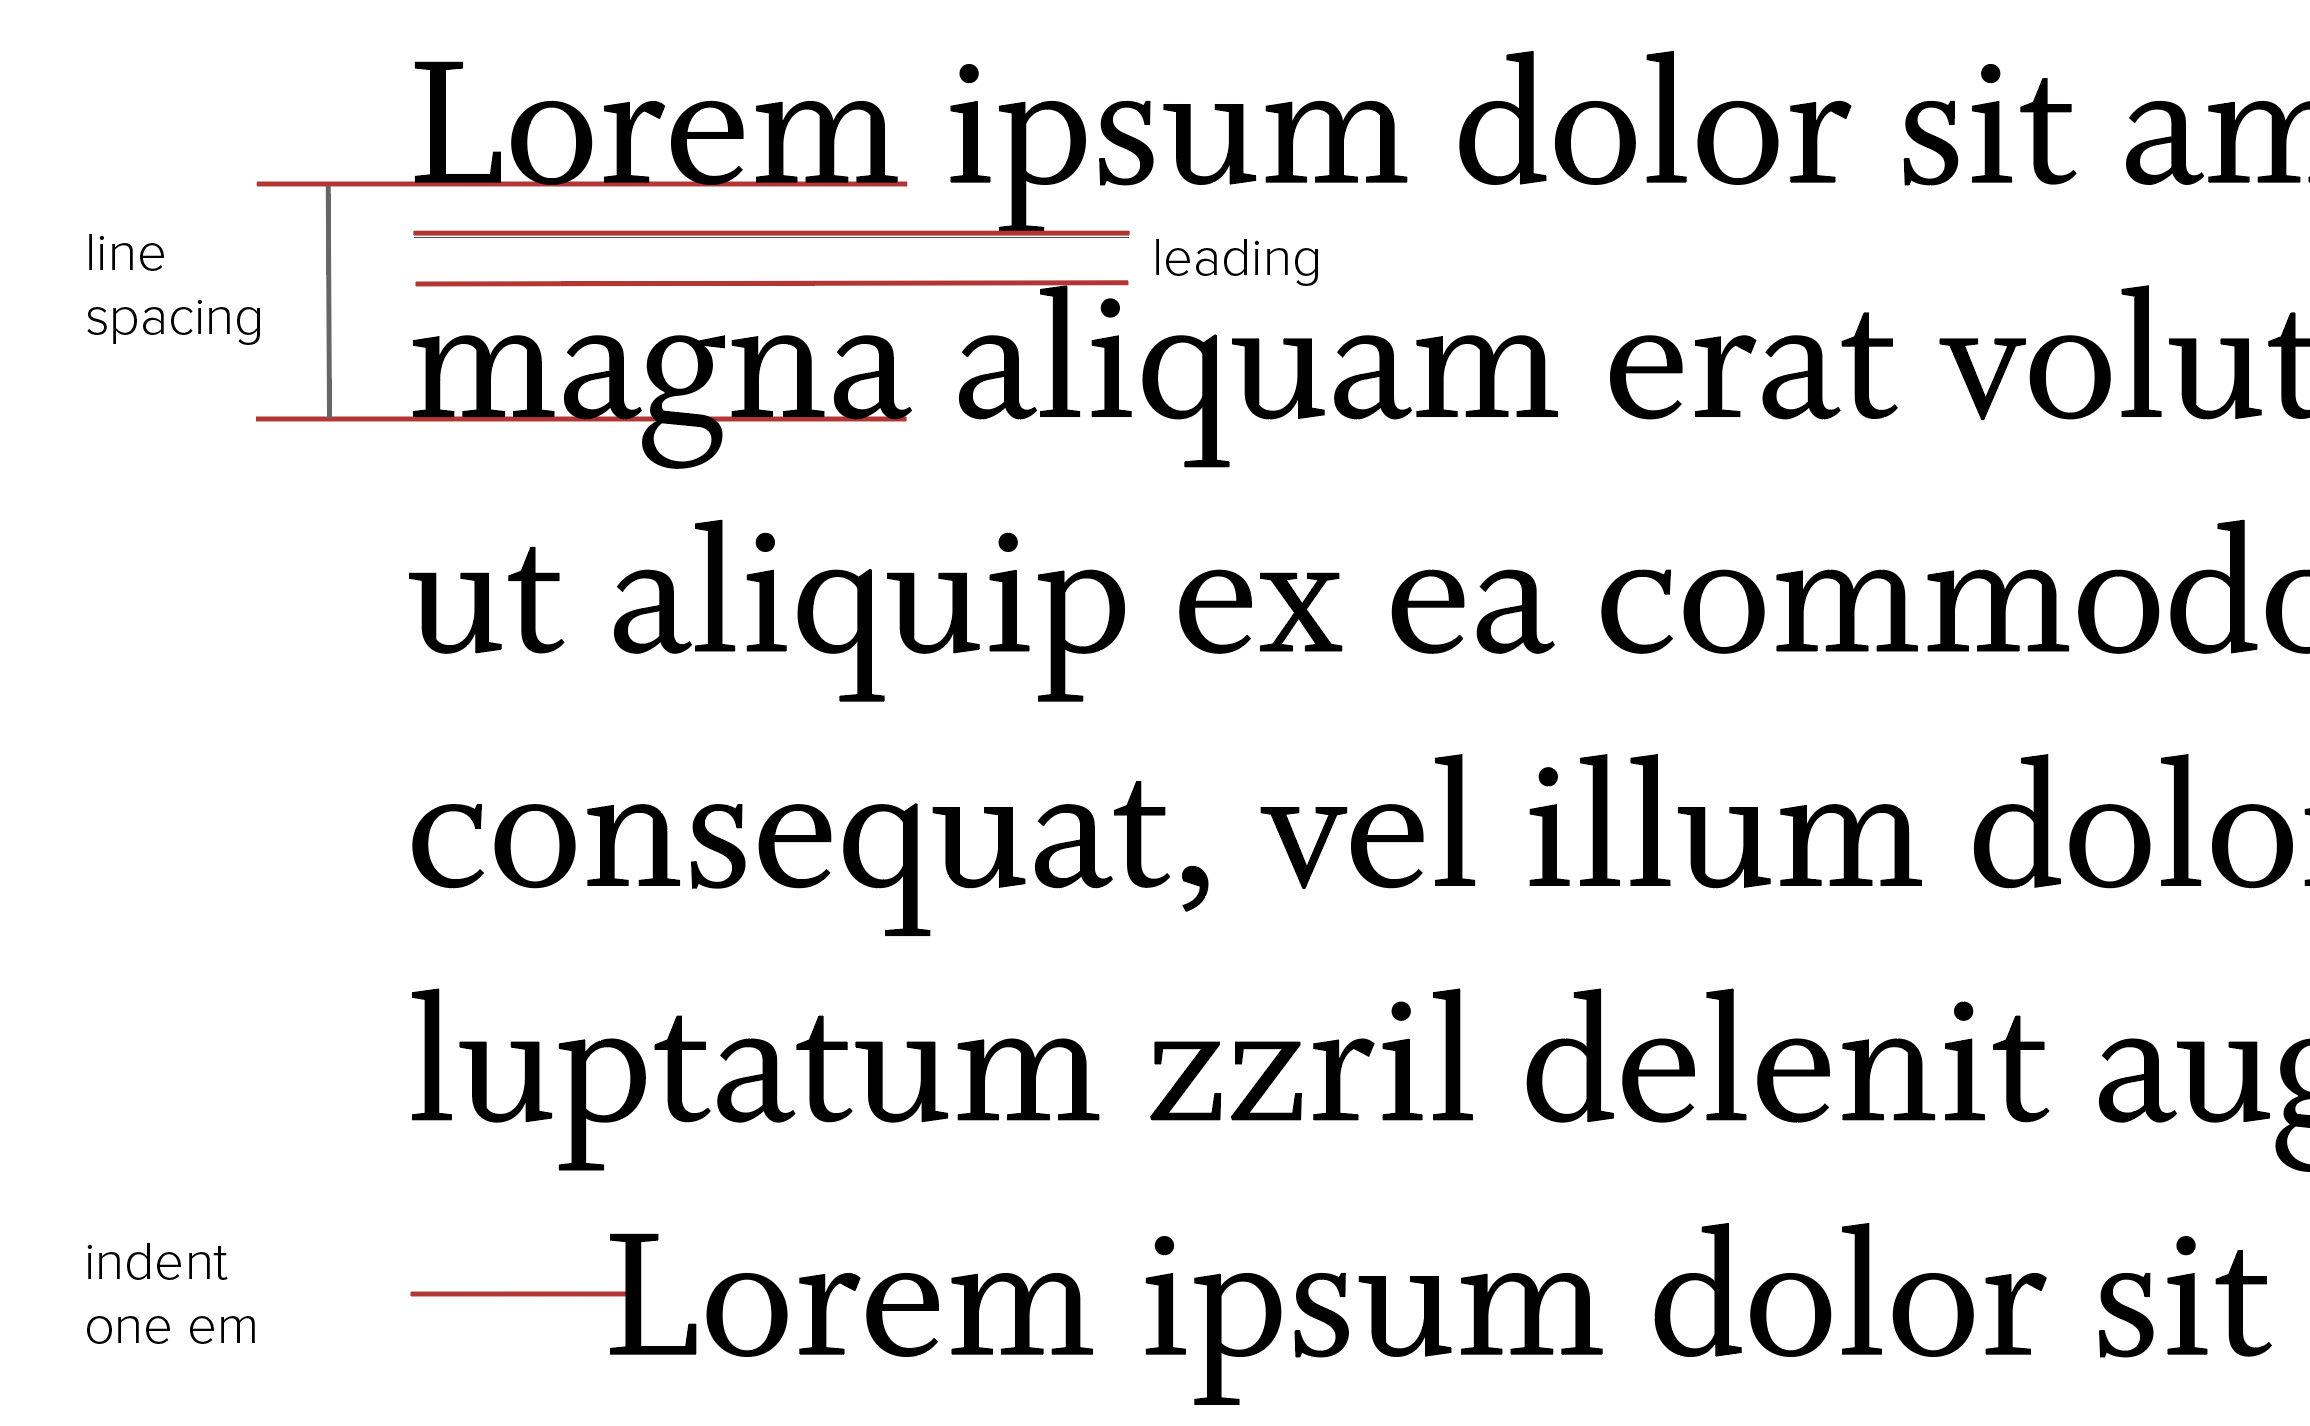 Lorem ipsum dolor sit am
line
spacing
leading
magna aliquam erat volut
ut aliquip ex ea commodo
consequat, vel illum dolor
luptatum zzril delenit aug
indent
one em
Lorem ipsum dolor sit